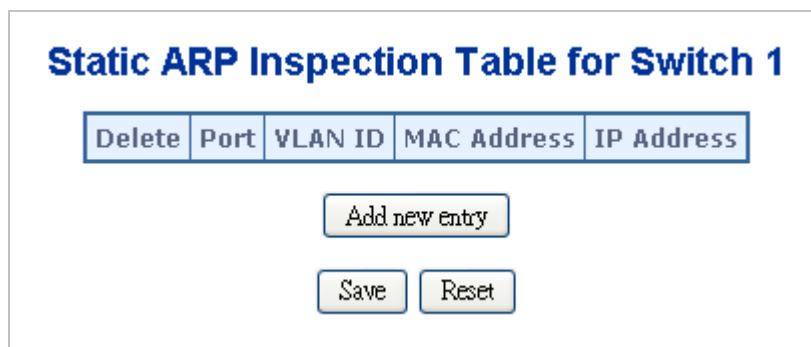 Static ARP Inspection Table for Switch 1
Delete Port VLAN ID MAC Address IP Address
Add new entry
Save Reset